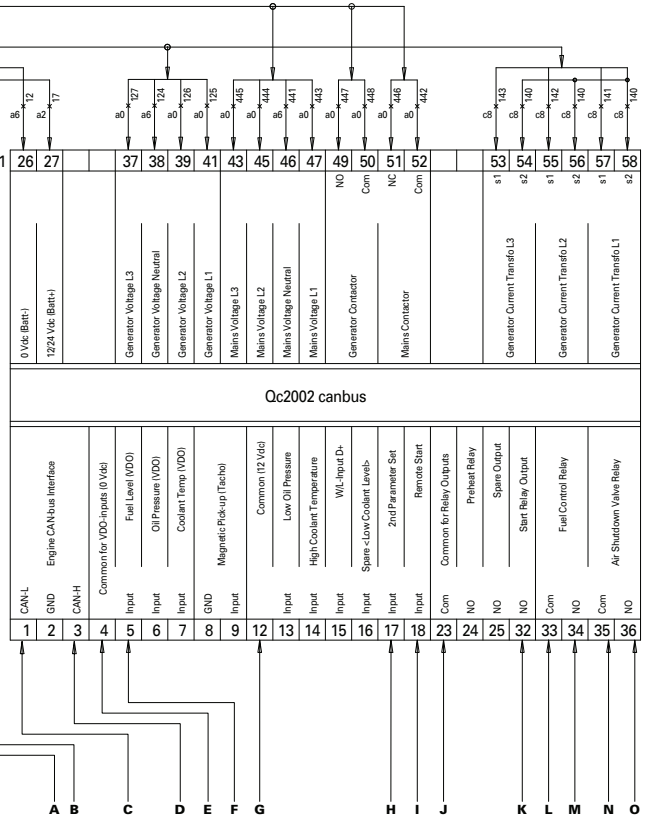 12 17 127 124 126 125 445 444 441 443 447 448 446 442 143 140 142 140 141 140
a6 a2 a0 a6 a0 a0 a0 a0 a6 a0 a0 a0 a0 a0 c8 c8 c8 c8 c8 c8
1 26 27 37 38 39 41 43 45 46 47 49 50 51 52 53 54 55 56 57 58
NO Com NC Com s1 s2 s1 s2 s1 s2
0 Vdc (Batt-)
12/24 Vdc (Batt+)
Generator Voltage L3
Generator Voltage Neutral
Generator Voltage L2
Generator Voltage L1
Mains Voltage L3
Mains Voltage L2
Mains Voltage Neutral
Mains Voltage L1
Generator Contactor
Mains Contactor
Generator Current Transfo L3
Generator Current Transfo L2
Generator Current Transfo L1
Qc2002 canbus
Engine CAN-bus Interface
Common for VDO-inputs (0 Vdc)
Fuel Level (VDO)
Oil Pressure (VDO)
Coolant Temp (VDO)
Magnetic Pick-up (Tacho)
Common (12 Vdc)
Low Oil Pressure
High Coolant Temperature
W/L-Input D+
Spare <Low Coolant Level>
2nd Parameter Set
Remote Start
Common for Relay Outputs
Preheat Relay
Spare Output
Start Relay Output
Fuel Control Relay
Air Shutdown Valve Relay
CAN-L GND CAN-H Input Input Input GND Input Input Input Input Input Input Input Com NO NO NO Com NO Com NO
1 2 3 4 5 6 7 8 9 12 13 14 15 16 17 18 23 24 25 32 33 34 35 36
A B C D E F G H I J K L M N O